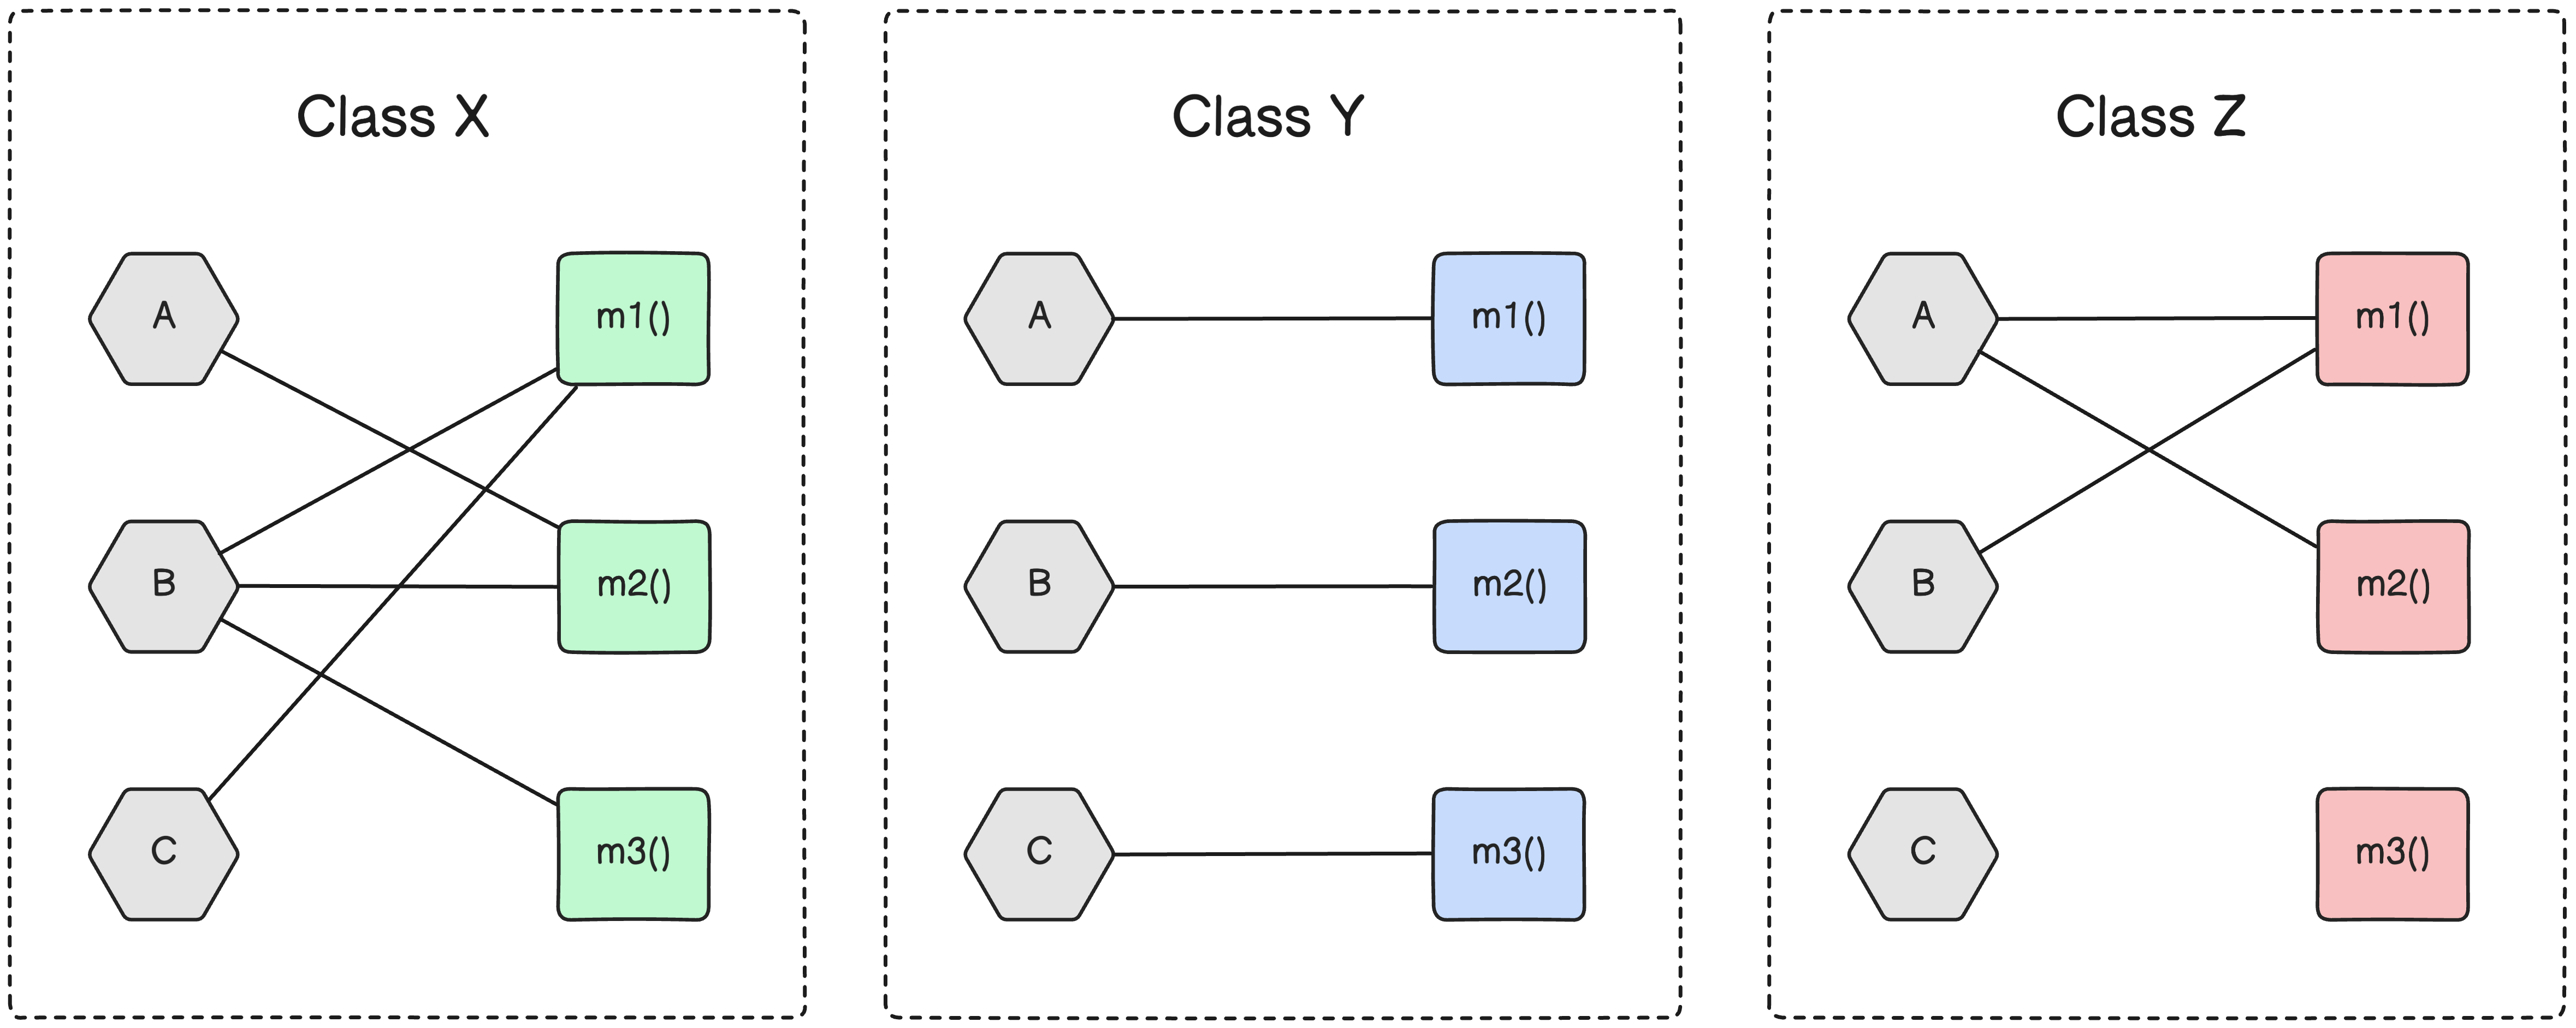 Class X
A
m1()
B
m2()
C
m3()
Class Y
A
m1()
B
m2()
C
m3()
Class Z
A
m1()
B
m2()
C
m3()